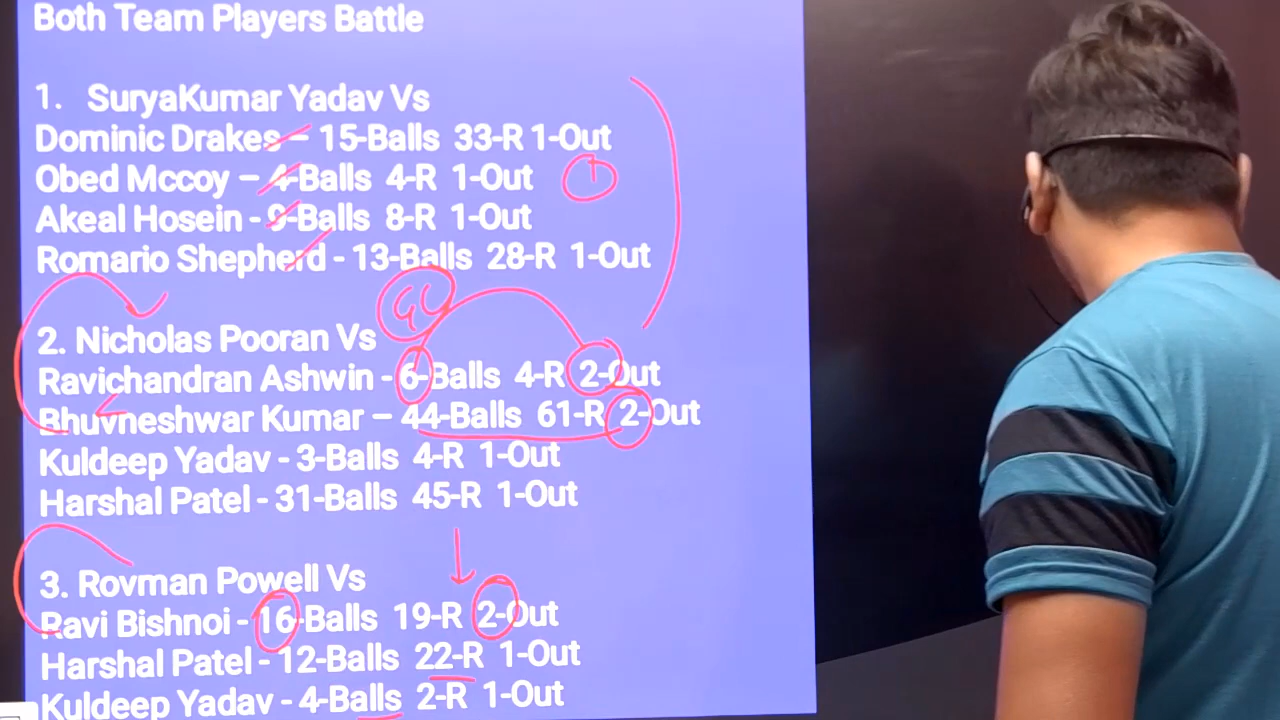 Both Team Players Battle
1. SuryaKumar Yadav Vs
Dominic Drakes – 15-Balls 33-R 1-Out
Obed Mccoy – 4-Balls 4-R 1-Out
Akeal Hosein - 9-Balls 8-R 1-Out
Romario Shepherd - 13-Balls 28-R 1-Out
2. Nicholas Pooran Vs
Ravichandran Ashwin - 6-Balls 4-R 2-Out
Bhuvneshwar Kumar – 44-Balls 61-R 2-Out
Kuldeep Yadav - 3-Balls 4-R 1-Out
Harshal Patel - 31-Balls 45-R 1-Out
3. Rovman Powell Vs
Ravi Bishnoi - 16-Balls 19-R 2-Out
Harshal Patel - 12-Balls 22-R 1-Out
Kuldeep Yadav - 4-Balls 2-R 1-Out